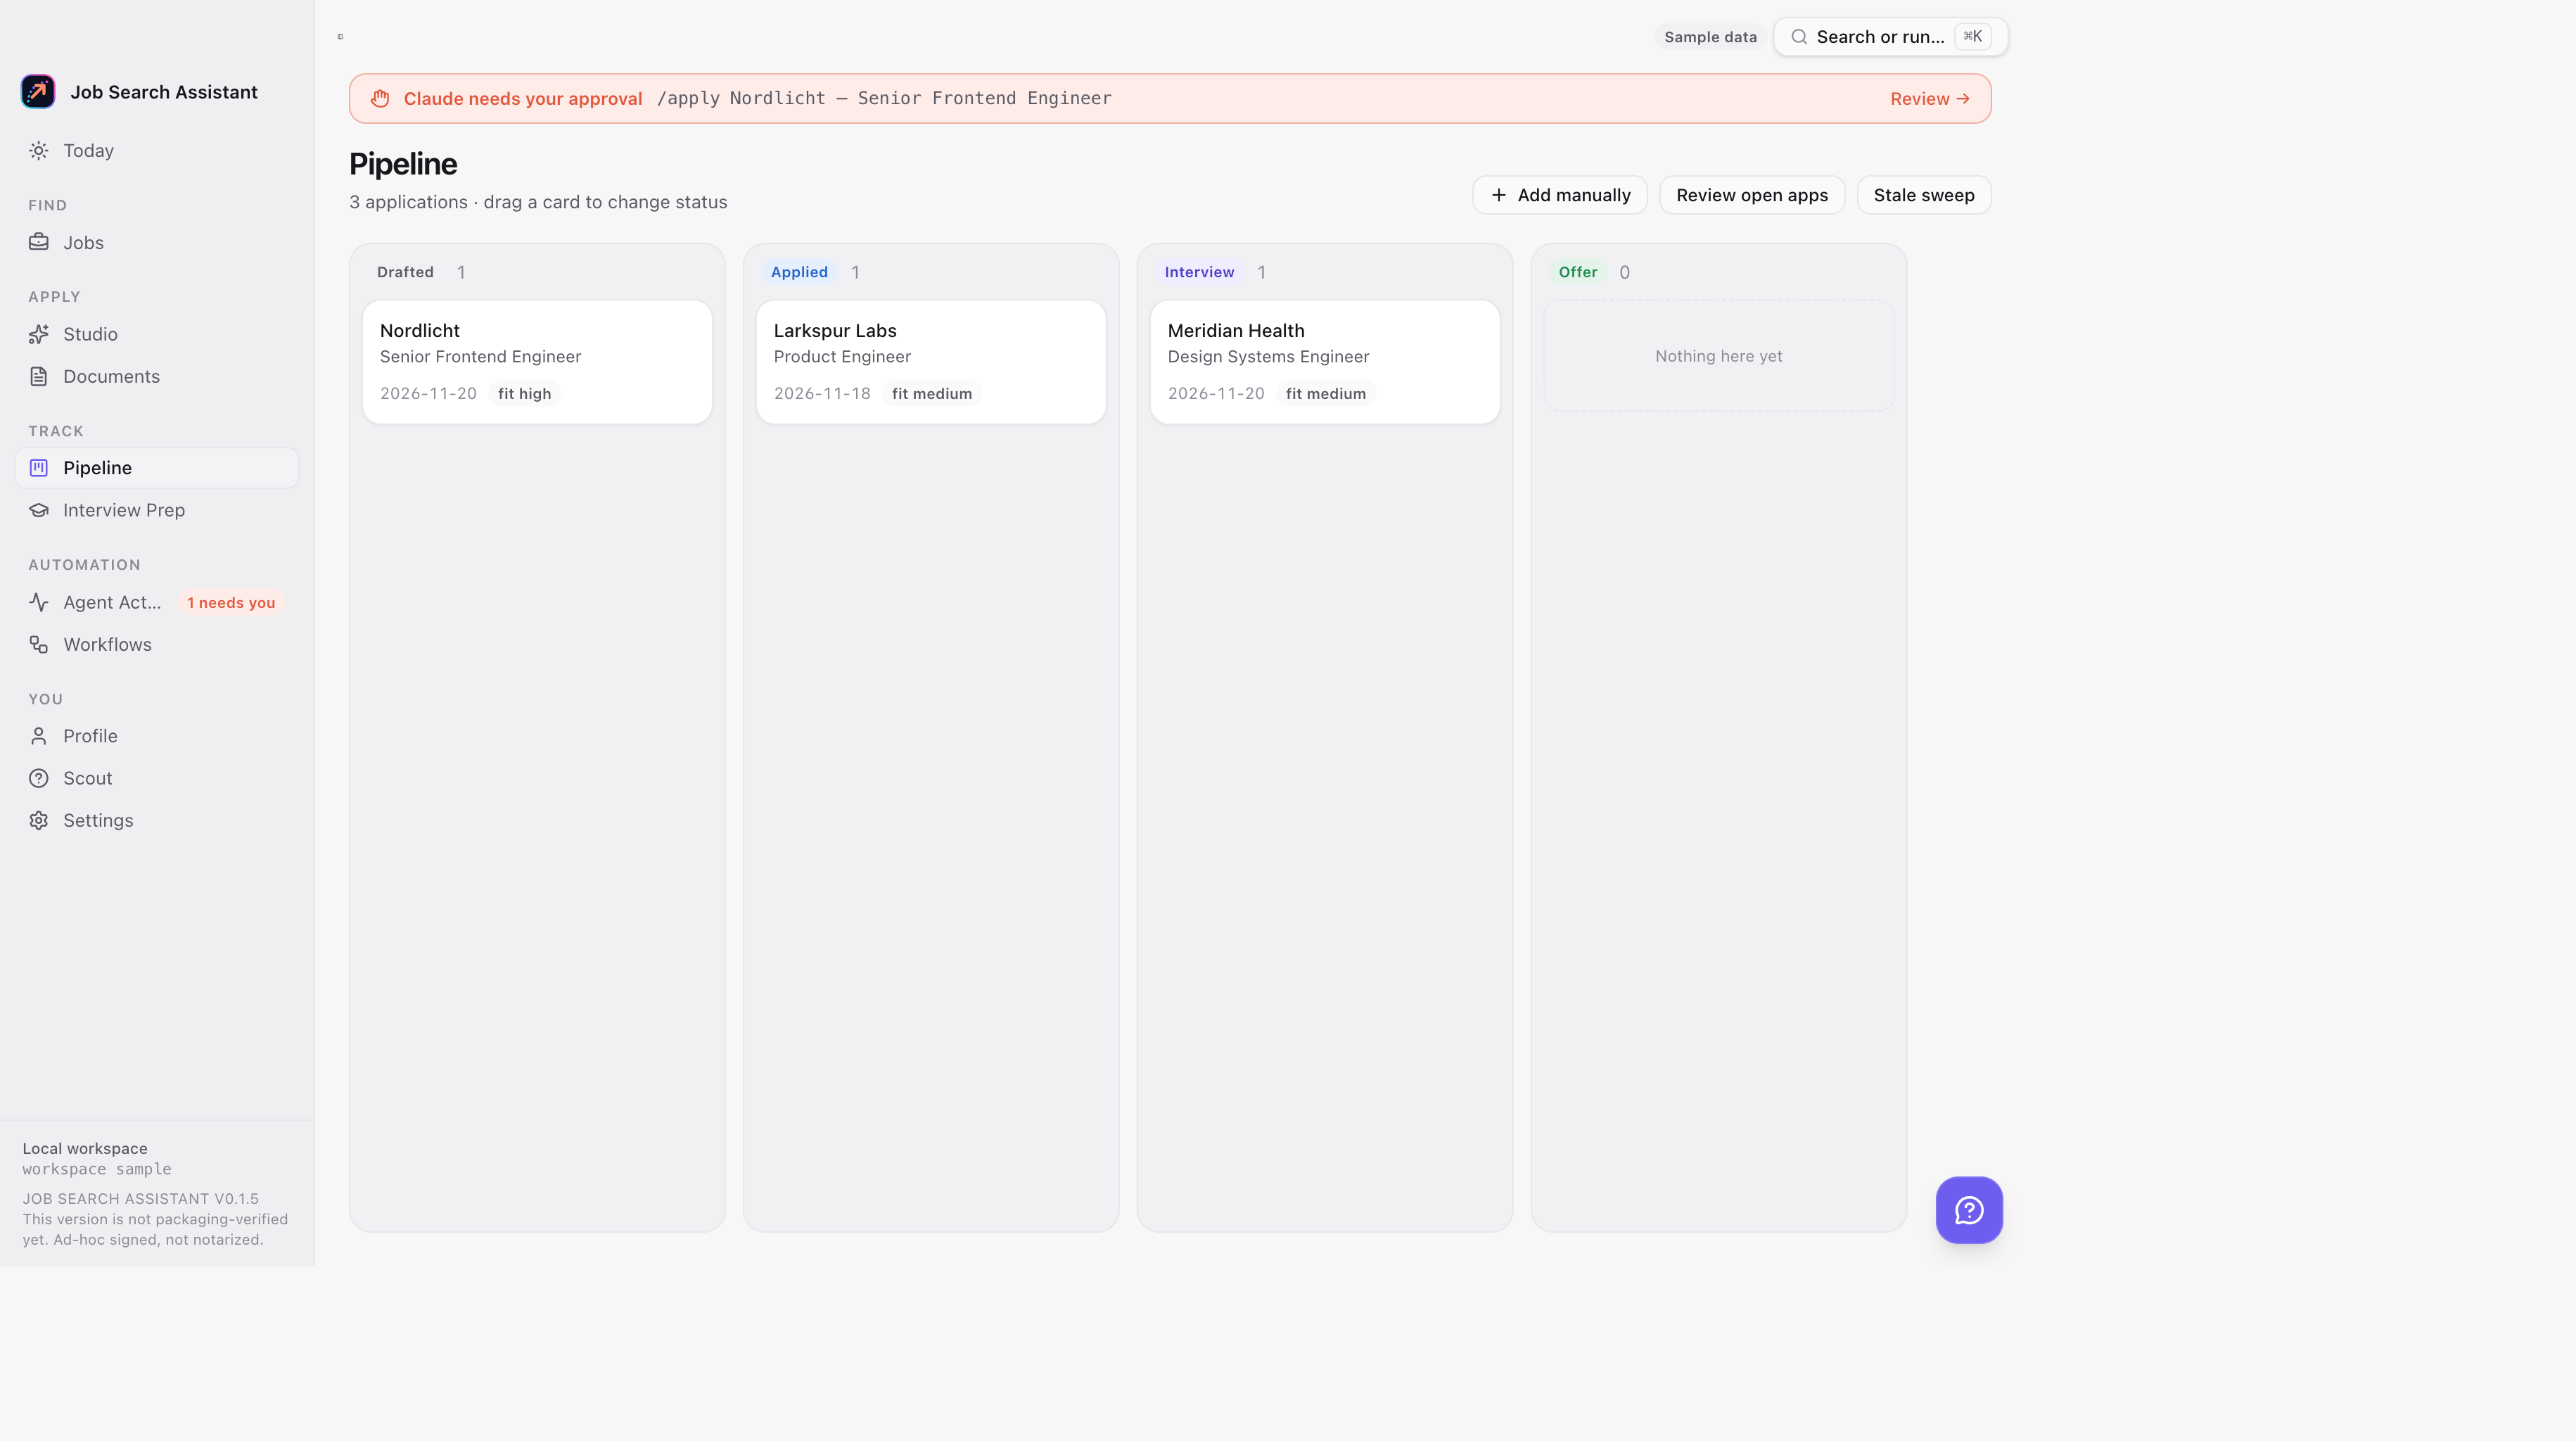 Sample data
Search or run... ⌘K
Job Search Assistant
Claude needs your approval /apply Nordlicht — Senior Frontend Engineer
Review →
Today
FIND
Jobs
APPLY
Studio
Documents
TRACK
Pipeline
Interview Prep
AUTOMATION
Agent Act... 1 needs you
Workflows
YOU
Profile
Scout
Settings
Local workspace
workspace sample
JOB SEARCH ASSISTANT V0.1.5
This version is not packaging-verified
yet. Ad-hoc signed, not notarized.
Pipeline
3 applications · drag a card to change status
+ Add manually
Review open apps
Stale sweep
Drafted 1
Nordlicht
Senior Frontend Engineer
2026-11-20 fit high
Applied 1
Larkspur Labs
Product Engineer
2026-11-18 fit medium
Interview 1
Meridian Health
Design Systems Engineer
2026-11-20 fit medium
Offer 0
Nothing here yet